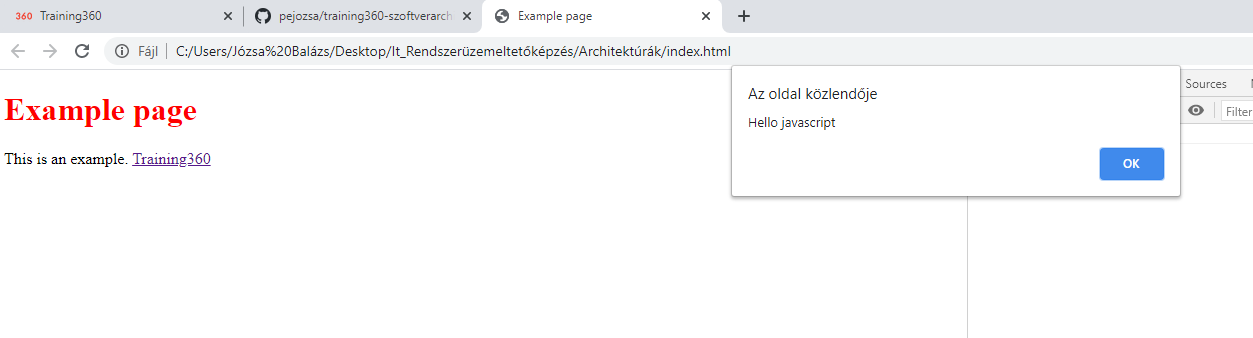 360 Training360
pejozsa/training360-szoftverarch
Example page
Fájl
C:/Users/Józsa%20Balázs/Desktop/It_Rendszerüzemeltetőképzés/Architektúrák/index.html
Az oldal közlendője
Hello javascript
OK
Sources
Filter
Example page
This is an example. Training360